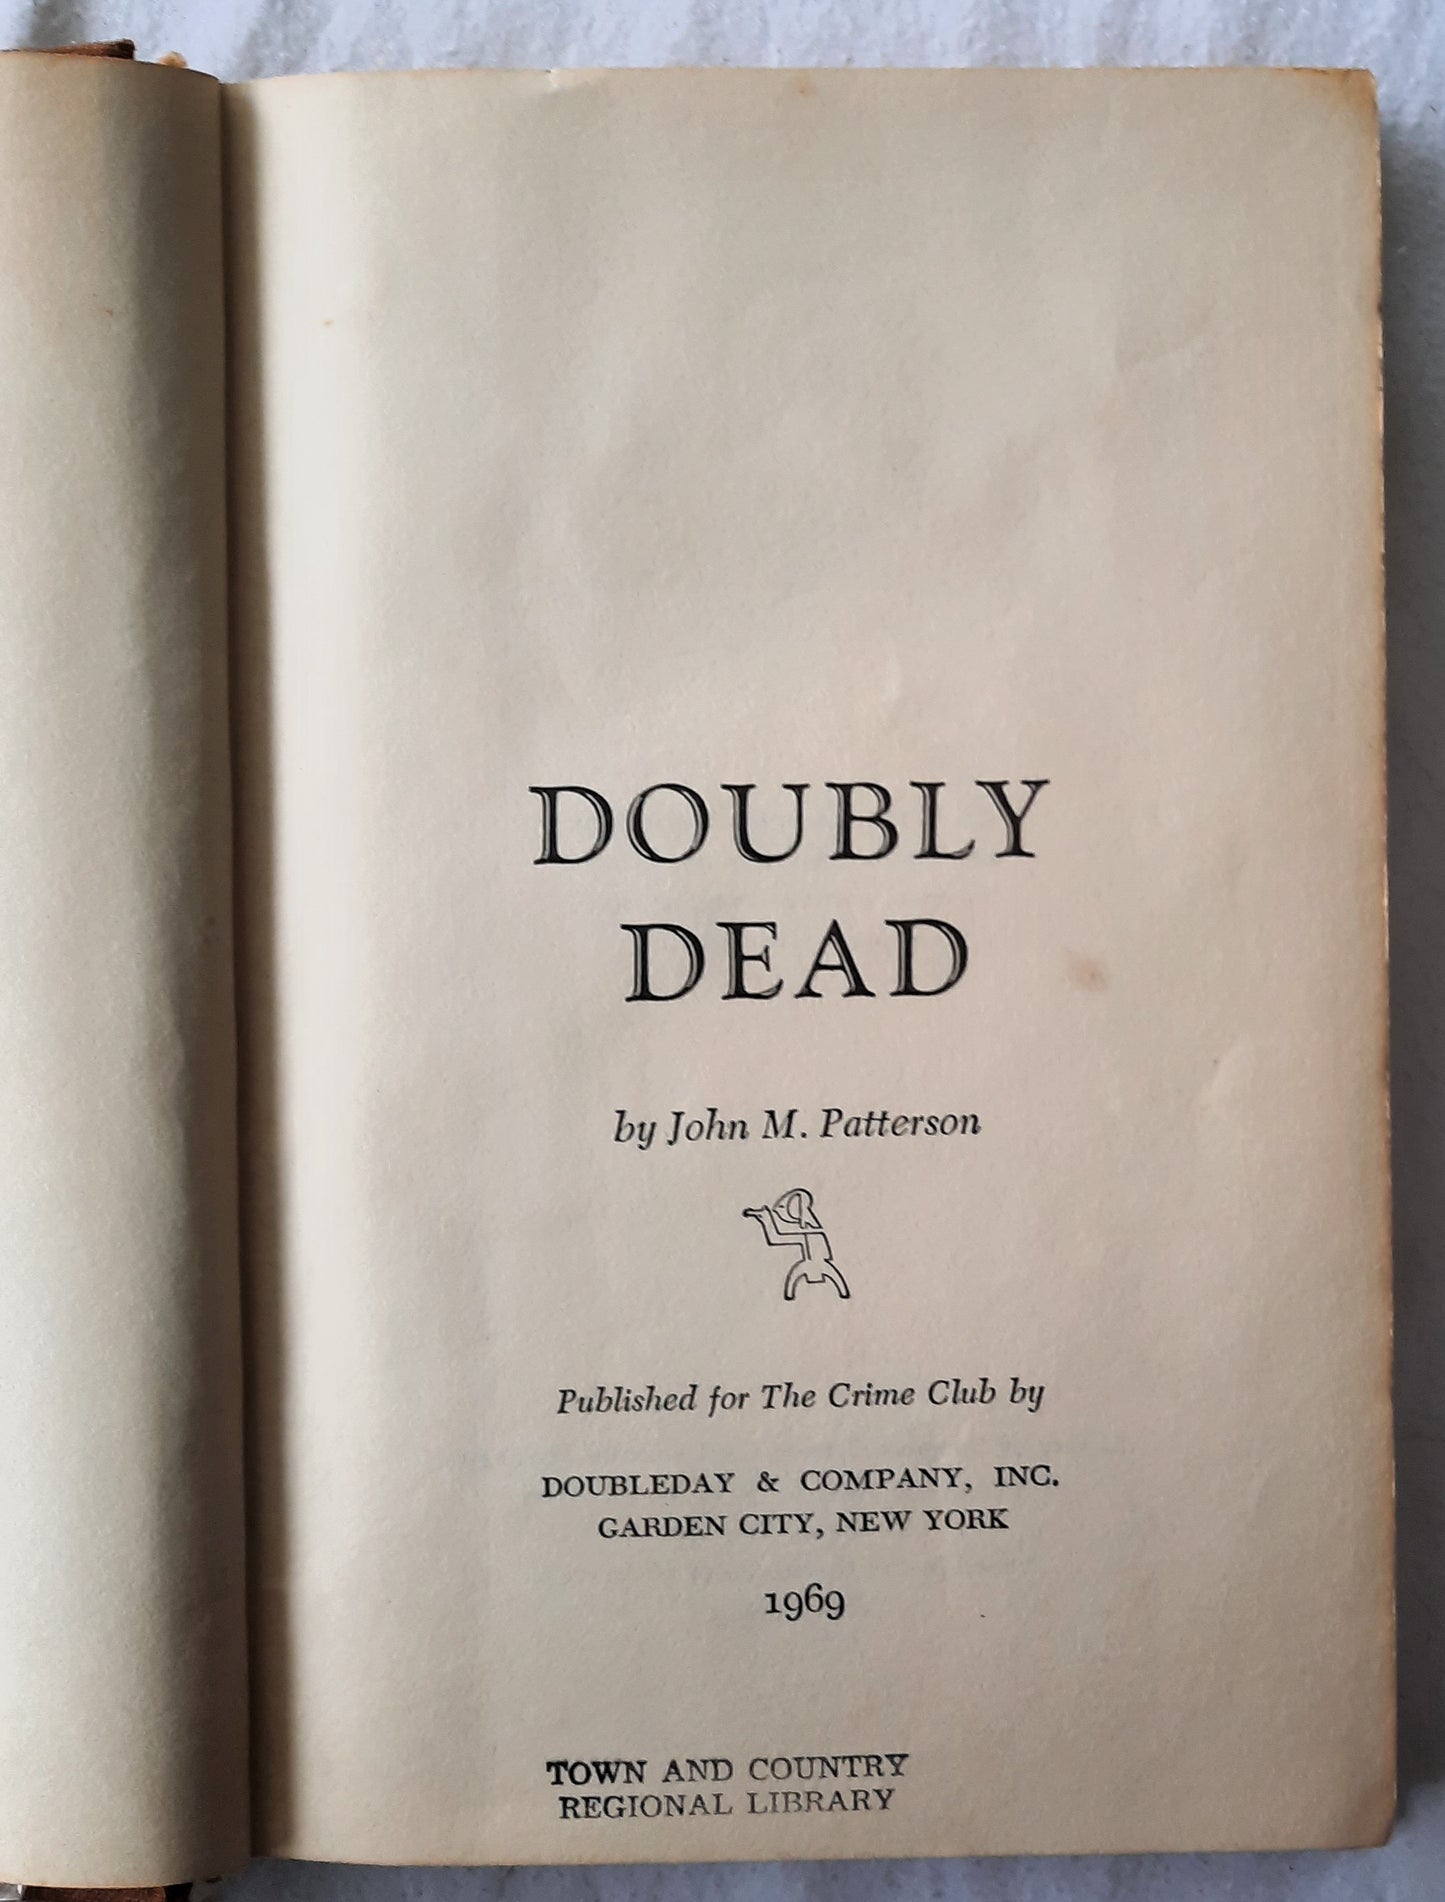 DOUBLY
DEAD
by John M. Patterson
Published for The Crime Club by
DOUBLEDAY & COMPANY, INC.
GARDEN CITY, NEW YORK
1969
TOWN AND COUNTRY
REGIONAL LIBRARY